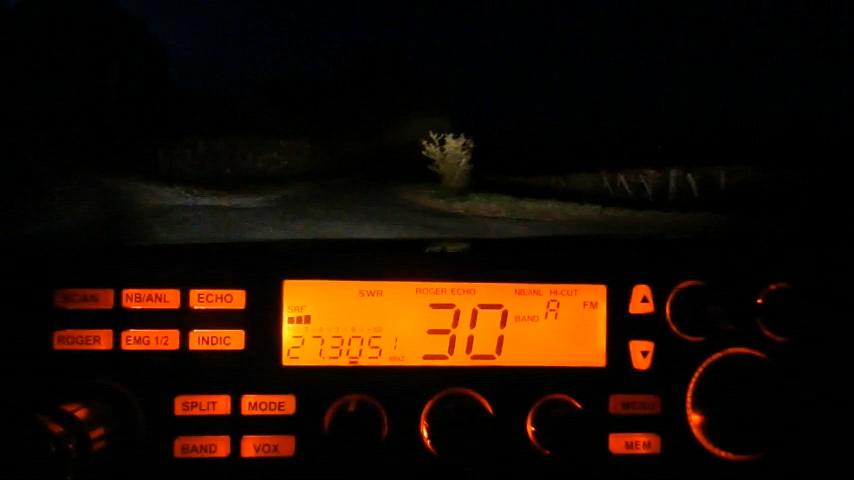 SWR ROGER ECHO NB/ANL HI-CUT
SCAN NB/ANL ECHO
SRF 30 BAND A FM
ROGER EMG 1/2 INDIC
27.305
SPLIT MODE
MENU
BAND VOX
MEM